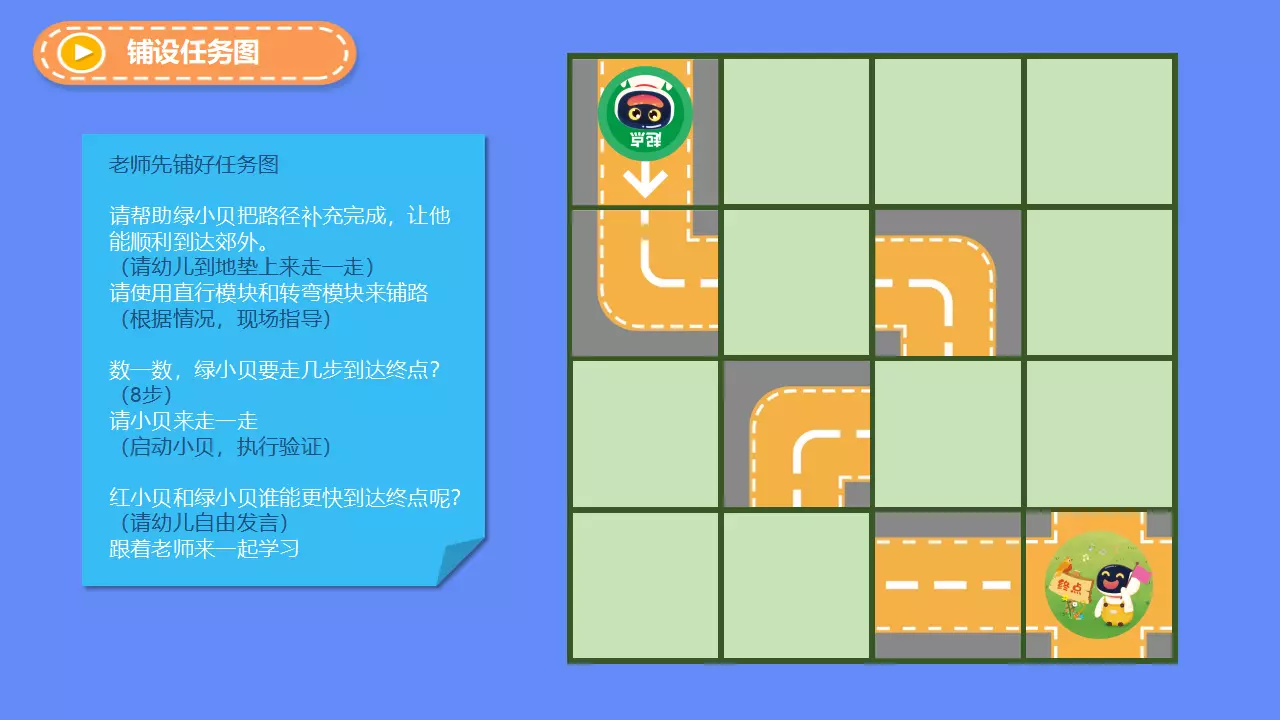 铺设任务图
老师先铺好任务图
请帮助绿小贝把路径补充完成，让他
能顺利到达郊外。
（请幼儿到地垫上来走一走）
请使用直行模块和转弯模块来铺路
（根据情况，现场指导）
数一数，绿小贝要走几步到达终点？
（8步）
请小贝来走一走
（启动小贝，执行验证）
红小贝和绿小贝谁能更快到达终点呢？
（请幼儿自由发言）
跟着老师来一起学习
起点
终点